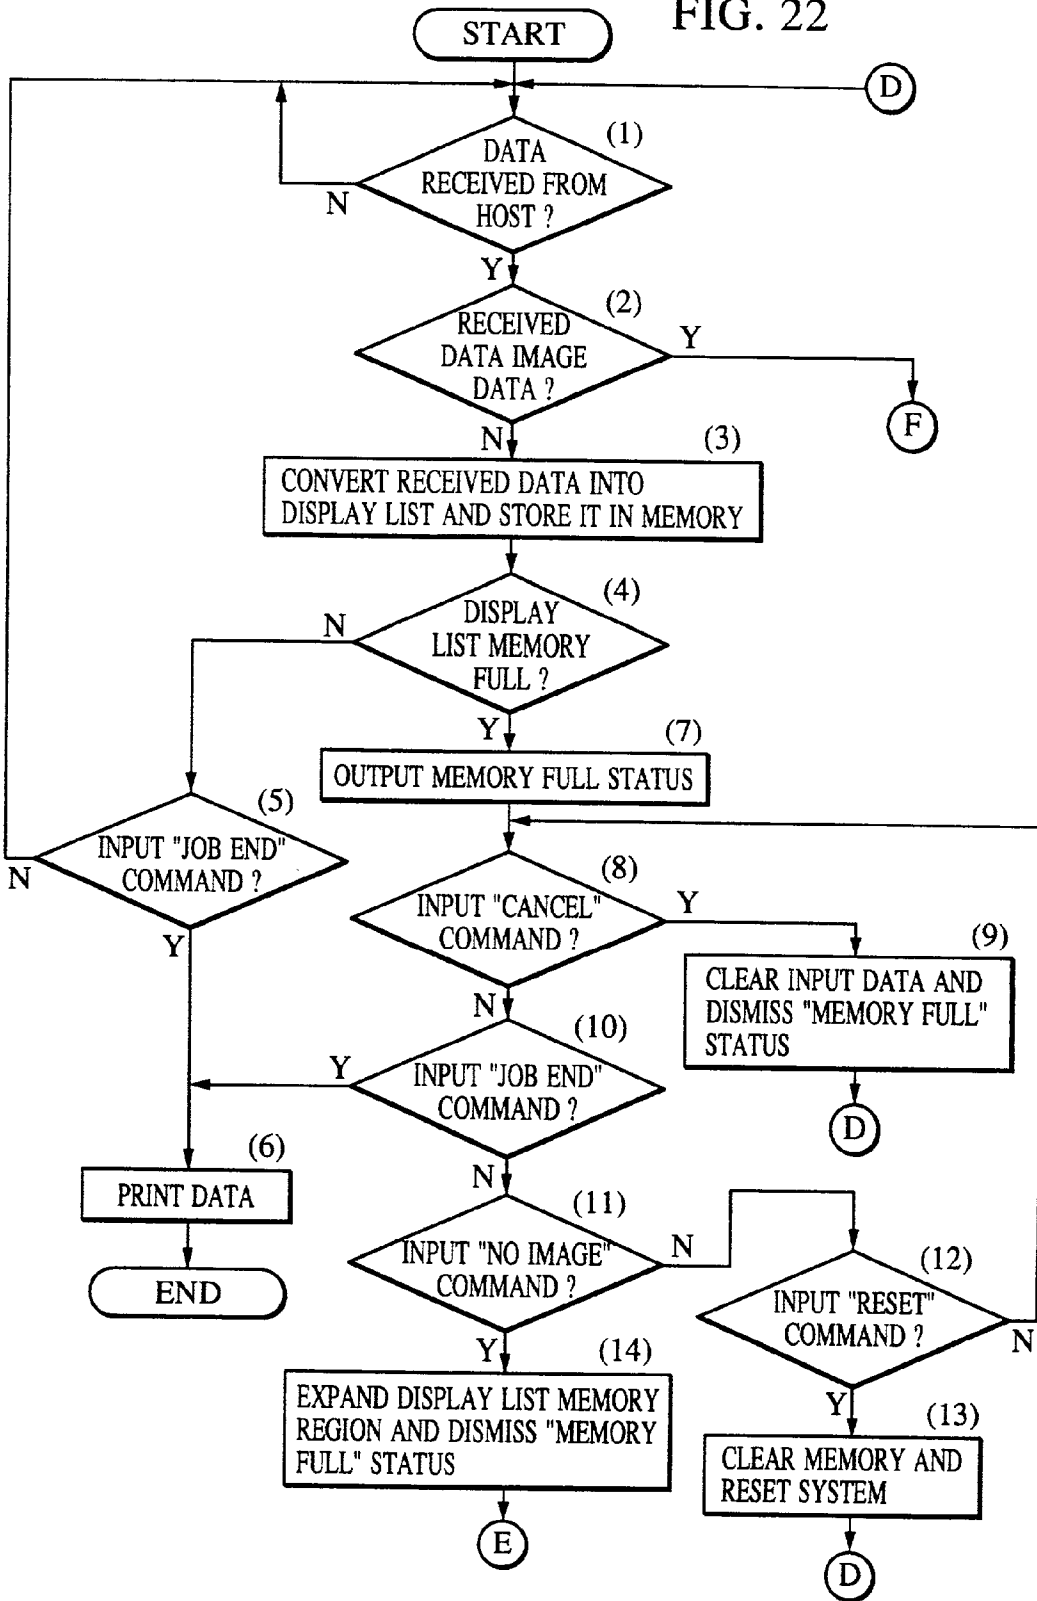 FIG. 22
START
D
(1)
DATA
RECEIVED FROM
HOST ?
N
Y
(2)
RECEIVED
DATA IMAGE
DATA ?
Y
F
N
(3)
CONVERT RECEIVED DATA INTO
DISPLAY LIST AND STORE IT IN MEMORY
(4)
DISPLAY
LIST MEMORY
FULL ?
N
Y
(7)
OUTPUT MEMORY FULL STATUS
(5)
INPUT "JOB END"
COMMAND ?
N
Y
(8)
INPUT "CANCEL"
COMMAND ?
Y
(9)
CLEAR INPUT DATA AND
DISMISS "MEMORY FULL"
STATUS
D
N
(10)
INPUT "JOB END"
COMMAND ?
Y
(6)
PRINT DATA
END
N
(11)
INPUT "NO IMAGE"
COMMAND ?
N
(12)
INPUT "RESET"
COMMAND ?
N
Y
(14)
EXPAND DISPLAY LIST MEMORY
REGION AND DISMISS "MEMORY
FULL" STATUS
E
Y
(13)
CLEAR MEMORY AND
RESET SYSTEM
D